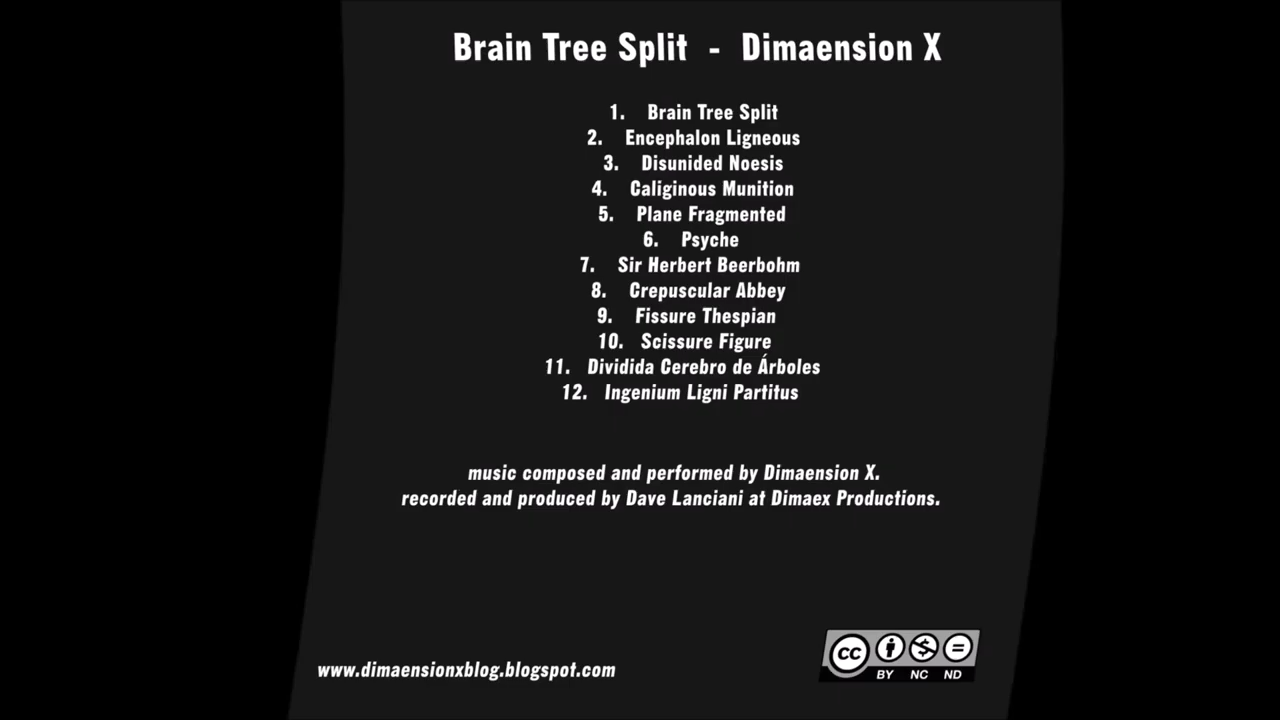 Brain Tree Split - Dimaension X
1. Brain Tree Split
2. Encephalon Ligneous
3. Disunided Noesis
4. Caliginous Munition
5. Plane Fragmented
6. Psyche
7. Sir Herbert Beerbohm
8. Crepuscular Abbey
9. Fissure Thespian
10. Scissure Figure
11. Dividida Cerebro de Árboles
12. Ingenium Ligni Partitus
music composed and performed by Dimaension X.
recorded and produced by Dave Lanciani at Dimaex Productions.
www.dimaensionxblog.blogspot.com
CC
BY NC ND